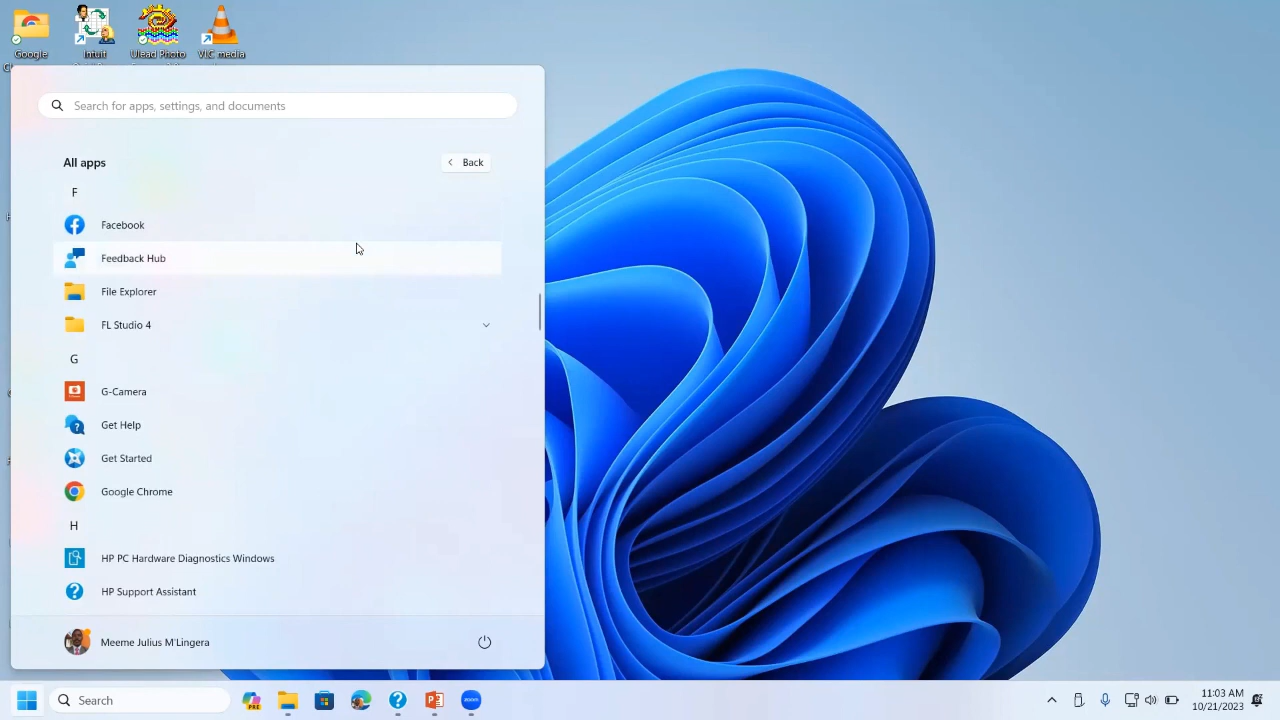 Google
Intuit
Ulead Photo
VLC media
Search for apps, settings, and documents
All apps
Back
F
Facebook
Feedback Hub
File Explorer
FL Studio 4
G
G-Camera
Get Help
Get Started
Google Chrome
H
HP PC Hardware Diagnostics Windows
HP Support Assistant
Meeme Julius M'Lingera
Search
PRE
zoom
11:03 AM
10/21/2023